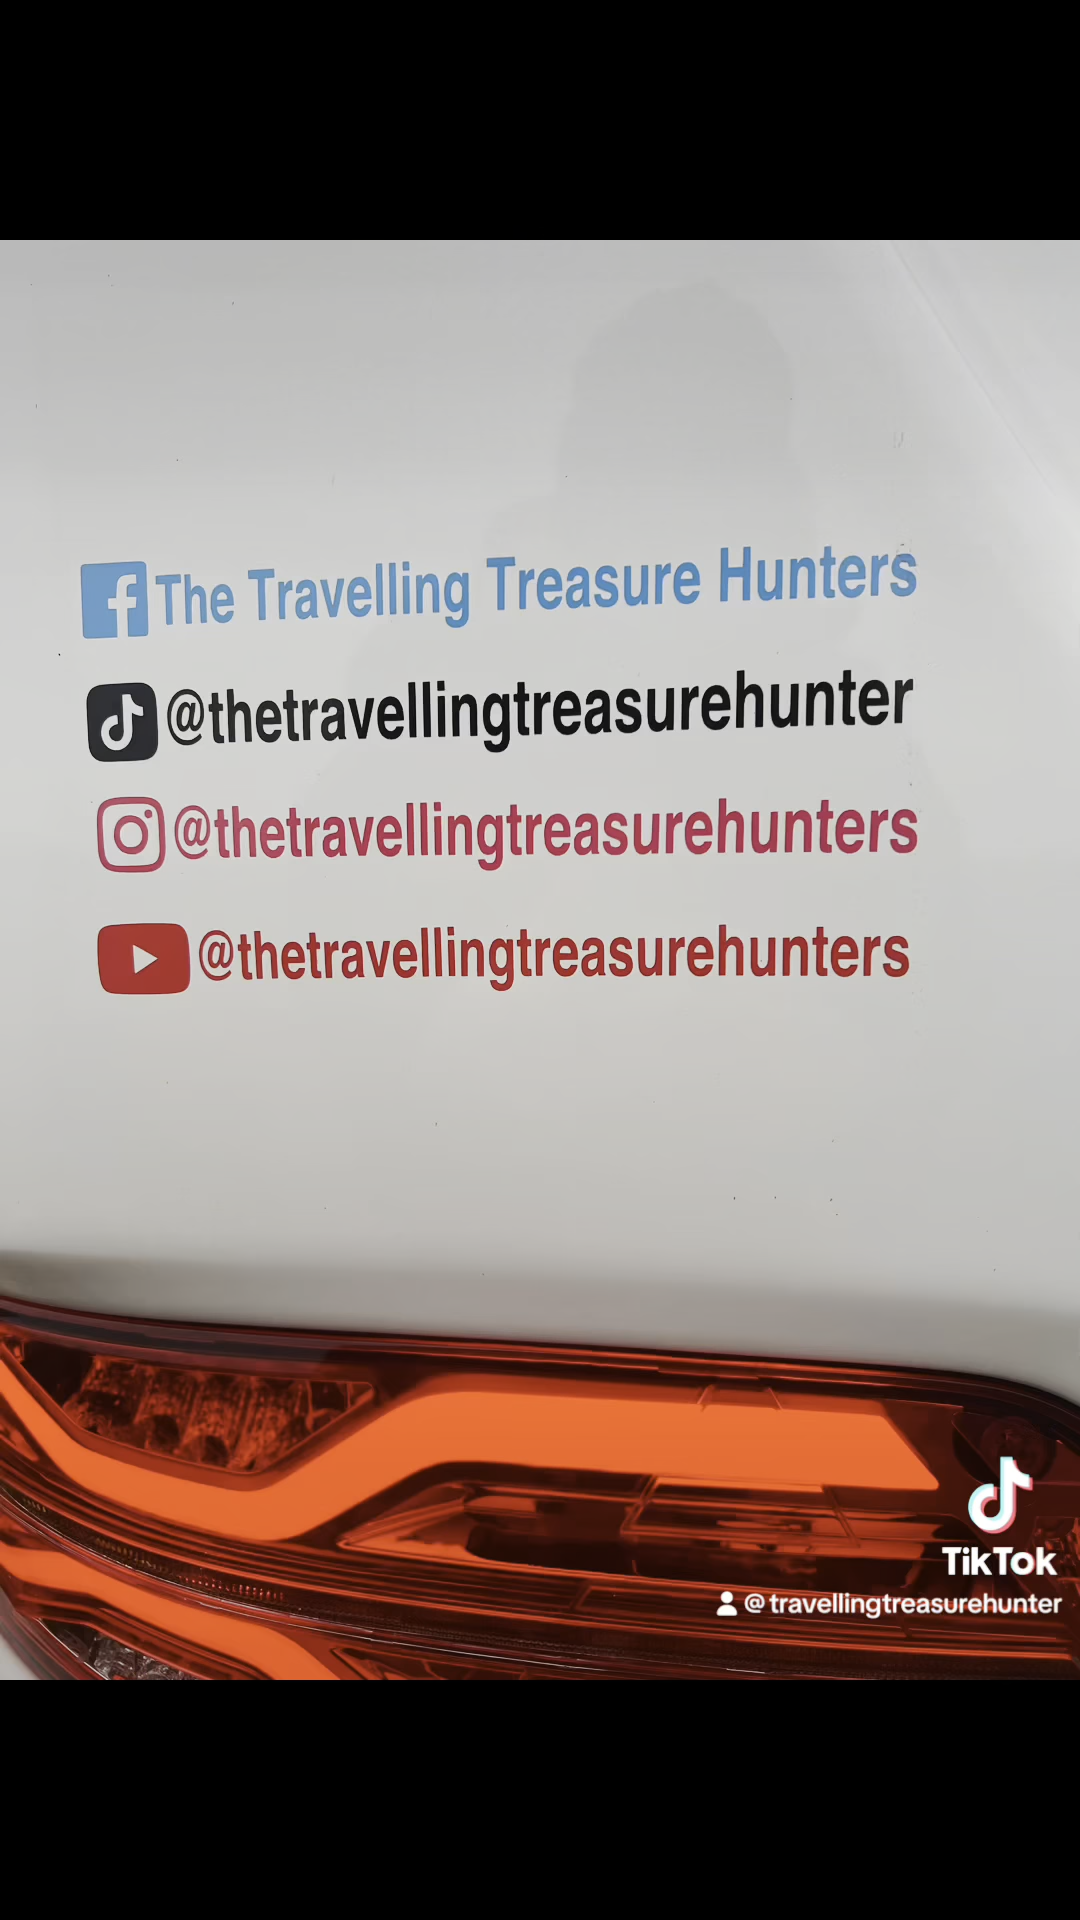 The Travelling Treasure Hunters
@thetravellingtreasurehunter
@thetravellingtreasurehunters
@thetravellingtreasurehunters
TikTok
@travellingtreasurehunter